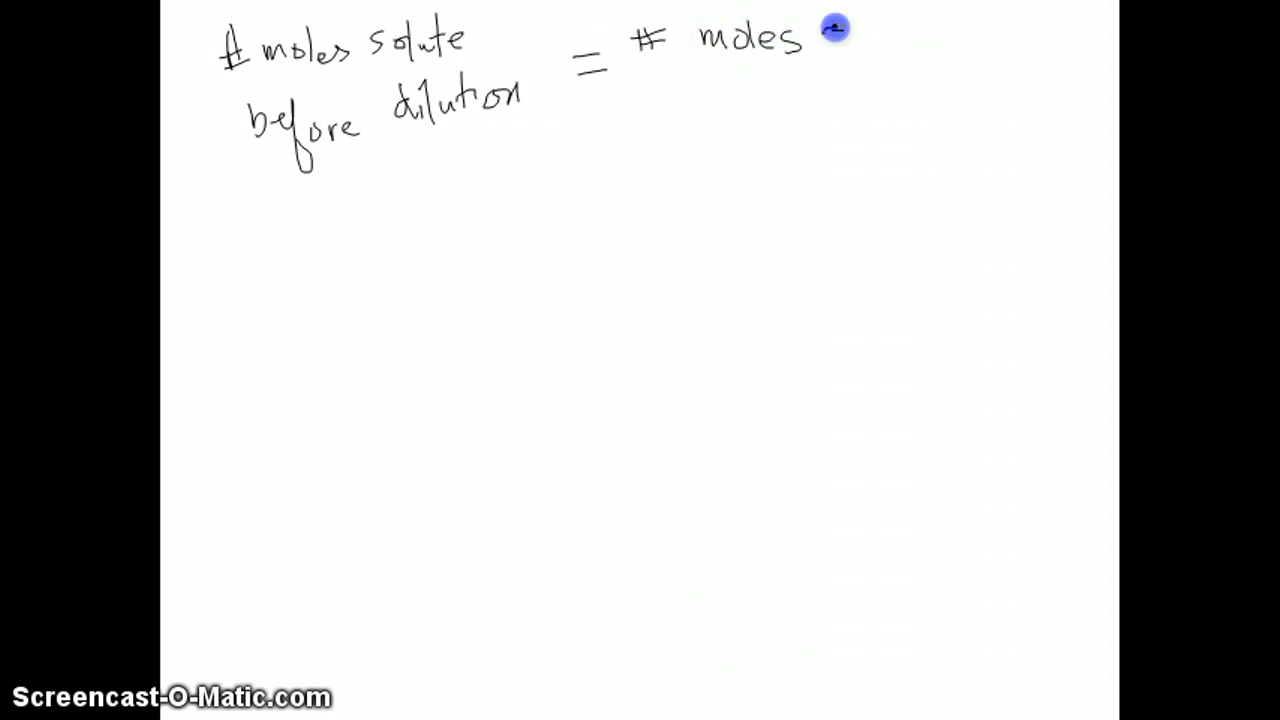 # moles solute
before dilution
= # moles
Screencast-O-Matic.com